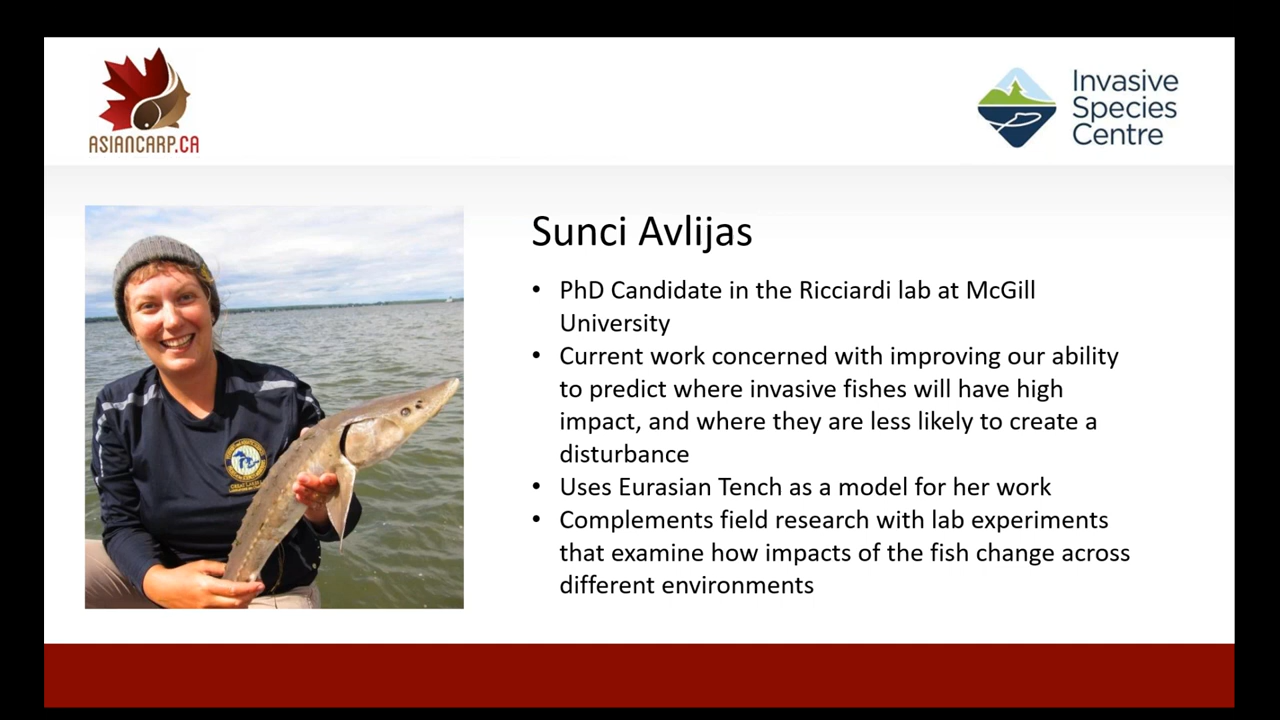 ASIANCARP.CA
Invasive
Species
Centre
Sunci Avlijas
• PhD Candidate in the Ricciardi lab at McGill
University
• Current work concerned with improving our ability
to predict where invasive fishes will have high
impact, and where they are less likely to create a
disturbance
• Uses Eurasian Tench as a model for her work
• Complements field research with lab experiments
that examine how impacts of the fish change across
different environments